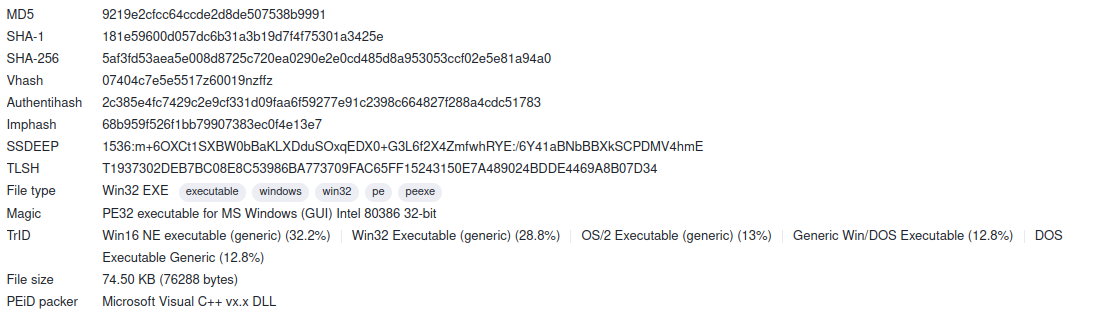 MD5 9219e2cfcc64ccde2d8de507538b9991
SHA-1 181e59600d057dc6b31a3b19d7f4f75301a3425e
SHA-256 5af3fd53aea5e008d8725c720ea0290e2e0cd485d8a953053ccf02e5e81a94a0
Vhash 07404c7e5e5517z60019nzffz
Authentihash 2c385e4fc7429c2e9cf331d09faa6f59277e91c2398c664827f288a4cdc51783
Imphash 68b959f526f1bb79907383ec0f4e13e7
SSDEEP 1536:m+6OXCt1SXBW0bBaKLXDduSOxqEDX0+G3L6f2X4ZmfwhRYE:/6Y41aBNbBBXkSCPDMV4hmE
TLSH T1937302DEB7BC08E8C53986BA773709FAC65FF15243150E7A489024BDDE4469A8B07D34
File type Win32 EXE executable windows win32 pe peexe
Magic PE32 executable for MS Windows (GUI) Intel 80386 32-bit
TrID Win16 NE executable (generic) (32.2%) Win32 Executable (generic) (28.8%) OS/2 Executable (generic) (13%) Generic Win/DOS Executable (12.8%) DOS
Executable Generic (12.8%)
File size 74.50 KB (76288 bytes)
PEiD packer Microsoft Visual C++ vx.x DLL